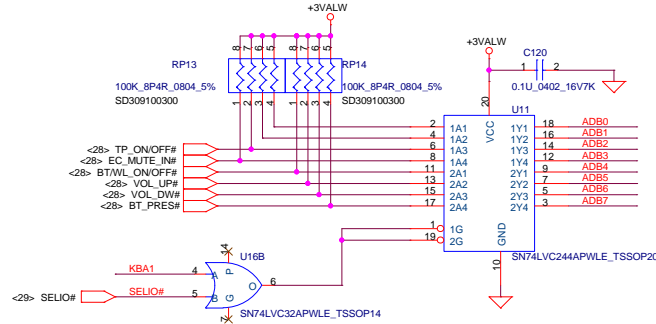 +3VALW
+3VALW
RP13
8 7 6 5 8 7 6 5
RP14
C120
1 2
100K_8P4R_0804_5%
100K_8P4R_0804_5%
0.1U_0402_16V7K
SD309100300
1 2 3 4 1 2 3 4
SD309100300
20
U11
VCC
2 1A1 1Y1 18 ADB0
4 1A2 1Y2 16 ADB1
<28> TP_ON/OFF# 6 1A3 1Y3 14 ADB2
<28> EC_MUTE_IN# 8 1A4 1Y4 12 ADB3
<28> BT/WL_ON/OFF# 11 2A1 2Y1 9 ADB4
<28> VOL_UP# 13 2A2 2Y2 7 ADB5
<28> VOL_DW# 15 2A3 2Y3 5 ADB6
<28> BT_PRES# 17 2A4 2Y4 3 ADB7
1 1G
19 2G
GND
10
SN74LVC244APWLE_TSSOP20
14
U16B
KBA1 4 A P
O 6
<29> SELIO# SELIO# 5 B G
7
SN74LVC32APWLE_TSSOP14